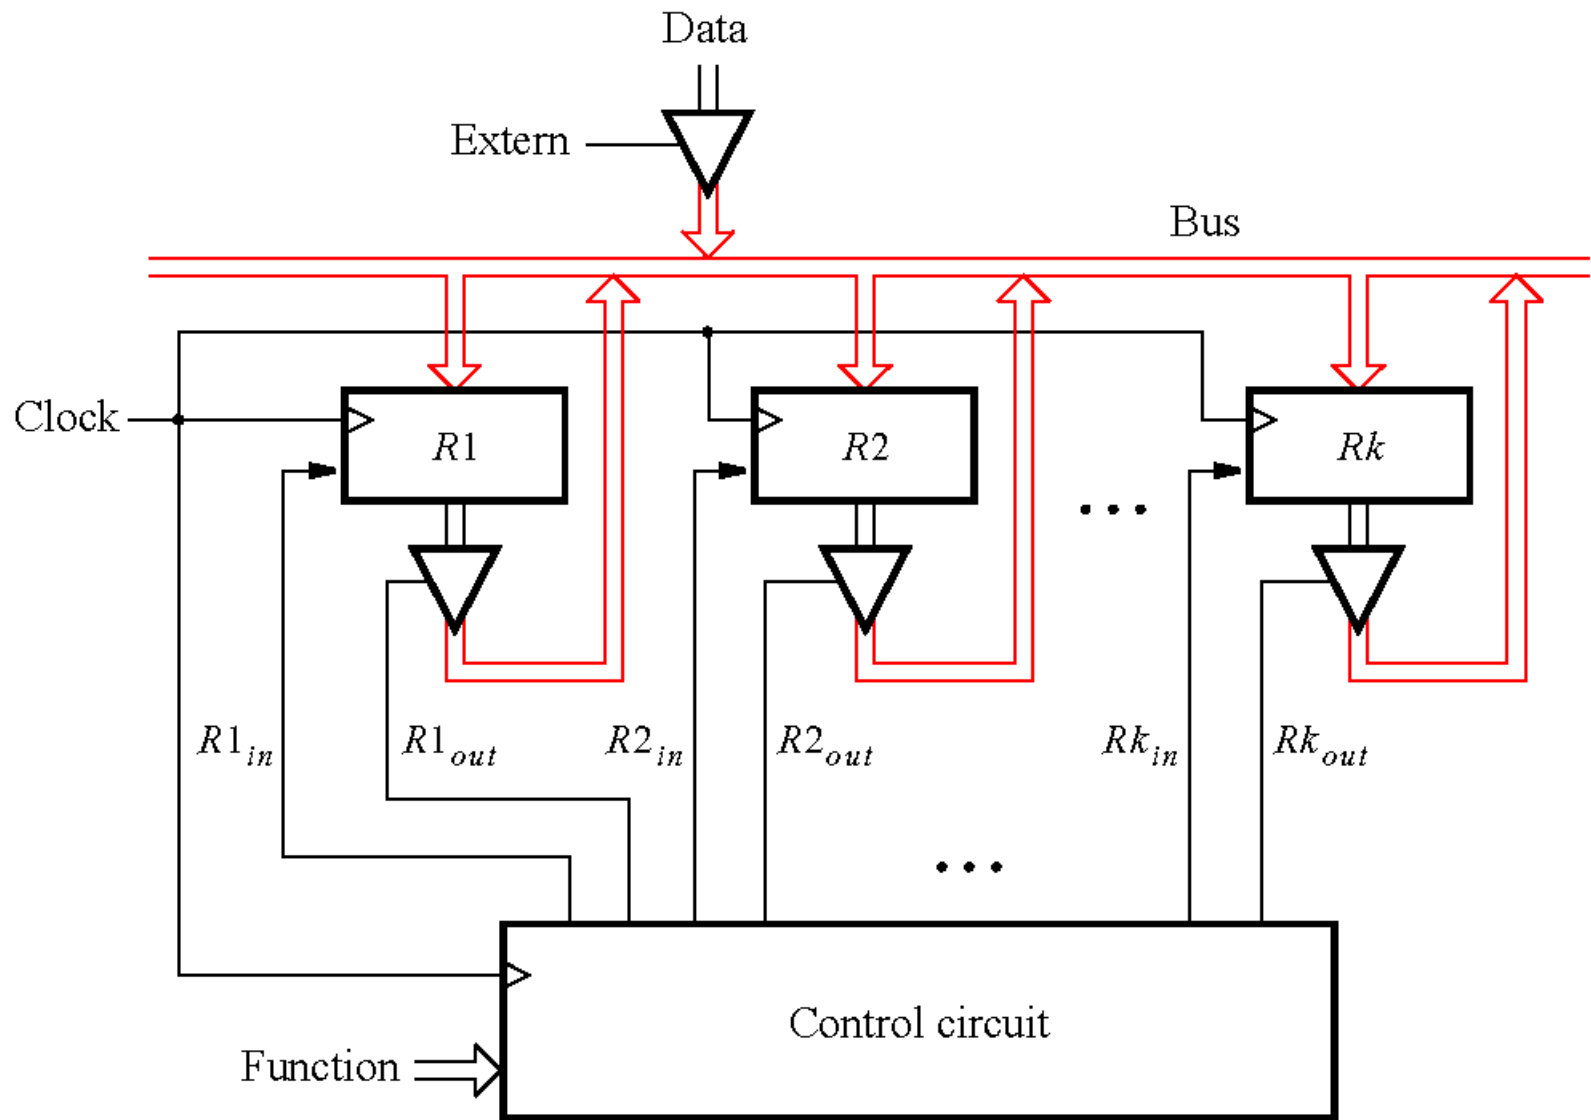 Data
Extern
Bus
Clock
R1
R2
Rk
R1in
R1out
R2in
R2out
Rkin
Rkout
Control circuit
Function